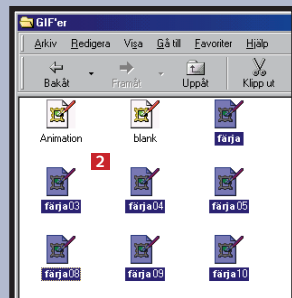 GIF'er
Arkiv Redigera Visa Gå till Favoriter Hjälp
Bakåt Framåt Uppåt Klipp ut
Animation blank färja
2
färja03 färja04 färja05
färja08 färja09 färja10